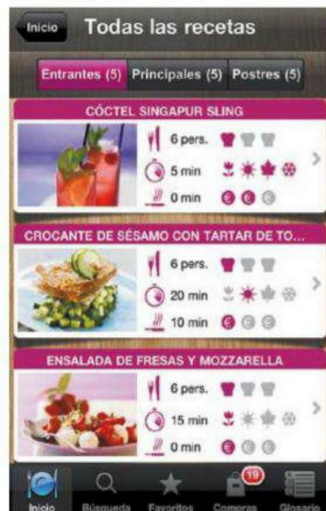 Inicio
Todas las recetas
Entrantes (5) Principales (5) Postres (5)
CÓCTEL SINGAPUR SLING
6 pers.
5 min
0 min
CROCANTE DE SÉSAMO CON TARTAR DE TO...
6 pers.
20 min
10 min
ENSALADA DE FRESAS Y MOZZARELLA
6 pers.
15 min
0 min
19
Inicio Búsqueda Favoritos Compras Glosario